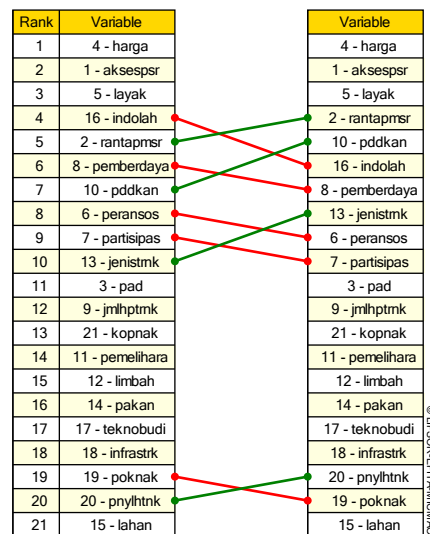 Rank Variable Variable
1 4 - harga 4 - harga
2 1 - aksespsr 1 - aksespsr
3 5 - layak 5 - layak
4 16 - indolah 2 - rantapmsr
5 2 - rantapmsr 10 - pddkan
6 8 - pemberdaya 16 - indolah
7 10 - pddkan 8 - pemberdaya
8 6 - peransos 13 - jenistrnk
9 7 - partisipas 6 - peransos
10 13 - jenistrnk 7 - partisipas
11 3 - pad 3 - pad
12 9 - jmlhptrnk 9 - jmlhptrnk
13 21 - kopnak 21 - kopnak
14 11 - pemelihara 11 - pemelihara
15 12 - limbah 12 - limbah
16 14 - pakan 14 - pakan
17 17 - teknobudi 17 - teknobudi
18 18 - infrastrk 18 - infrastrk
19 19 - poknak 20 - pnylhtnk
20 20 - pnylhtnk 19 - poknak
21 15 - lahan 15 - lahan